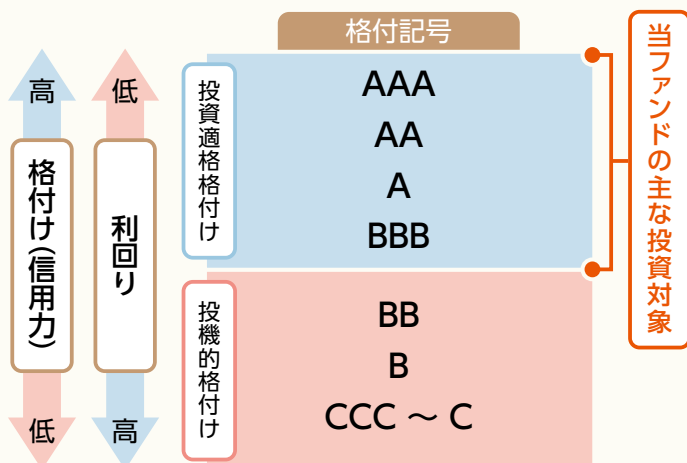 格付記号
高
低
格付け（信用力）
利回り
低
高
投資適格格付け
AAA
AA
A
BBB
投機的格付け
BB
B
CCC ～ C
当ファンドの主な投資対象